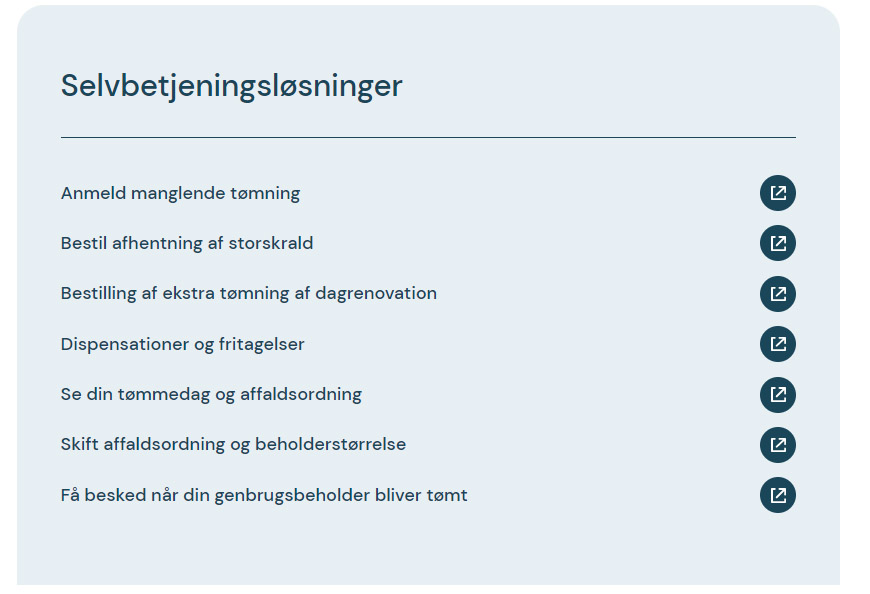 Selvbetjeningsløsninger
Anmeld manglende tømning
Bestil afhentning af storskrald
Bestilling af ekstra tømning af dagrenovation
Dispensationer og fritagelser
Se din tømmedag og affaldsordning
Skift affaldsordning og beholderstørrelse
Få besked når din genbrugsbeholder bliver tømt